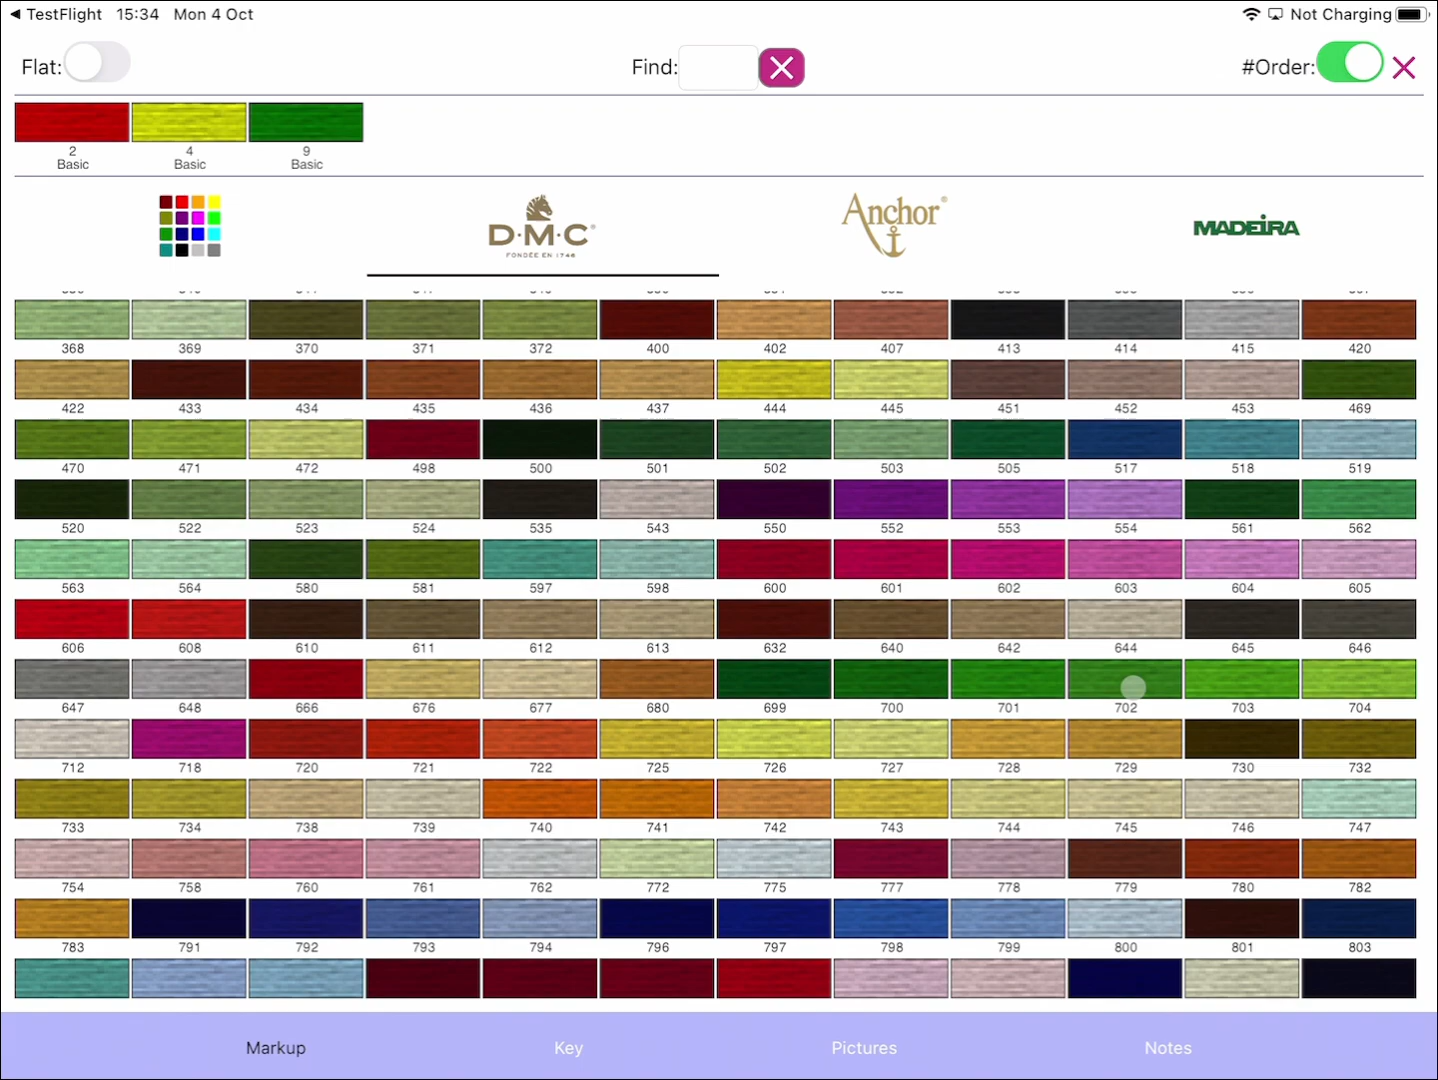 TestFlight 15:34 Mon 4 Oct Not Charging
Flat: Find: #Order:
2 4 9
Basic Basic Basic
D·M·C® Anchor® MADEIRA
FONDÉE EN 1746
368 369 370 371 372 400 402 407 413 414 415 420
422 433 434 435 436 437 444 445 451 452 453 469
470 471 472 498 500 501 502 503 505 517 518 519
520 522 523 524 535 543 550 552 553 554 561 562
563 564 580 581 597 598 600 601 602 603 604 605
606 608 610 611 612 613 632 640 642 644 645 646
647 648 666 676 677 680 699 700 701 702 703 704
712 718 720 721 722 725 726 727 728 729 730 732
733 734 738 739 740 741 742 743 744 745 746 747
754 758 760 761 762 772 775 777 778 779 780 782
783 791 792 793 794 796 797 798 799 800 801 803
Markup Key Pictures Notes